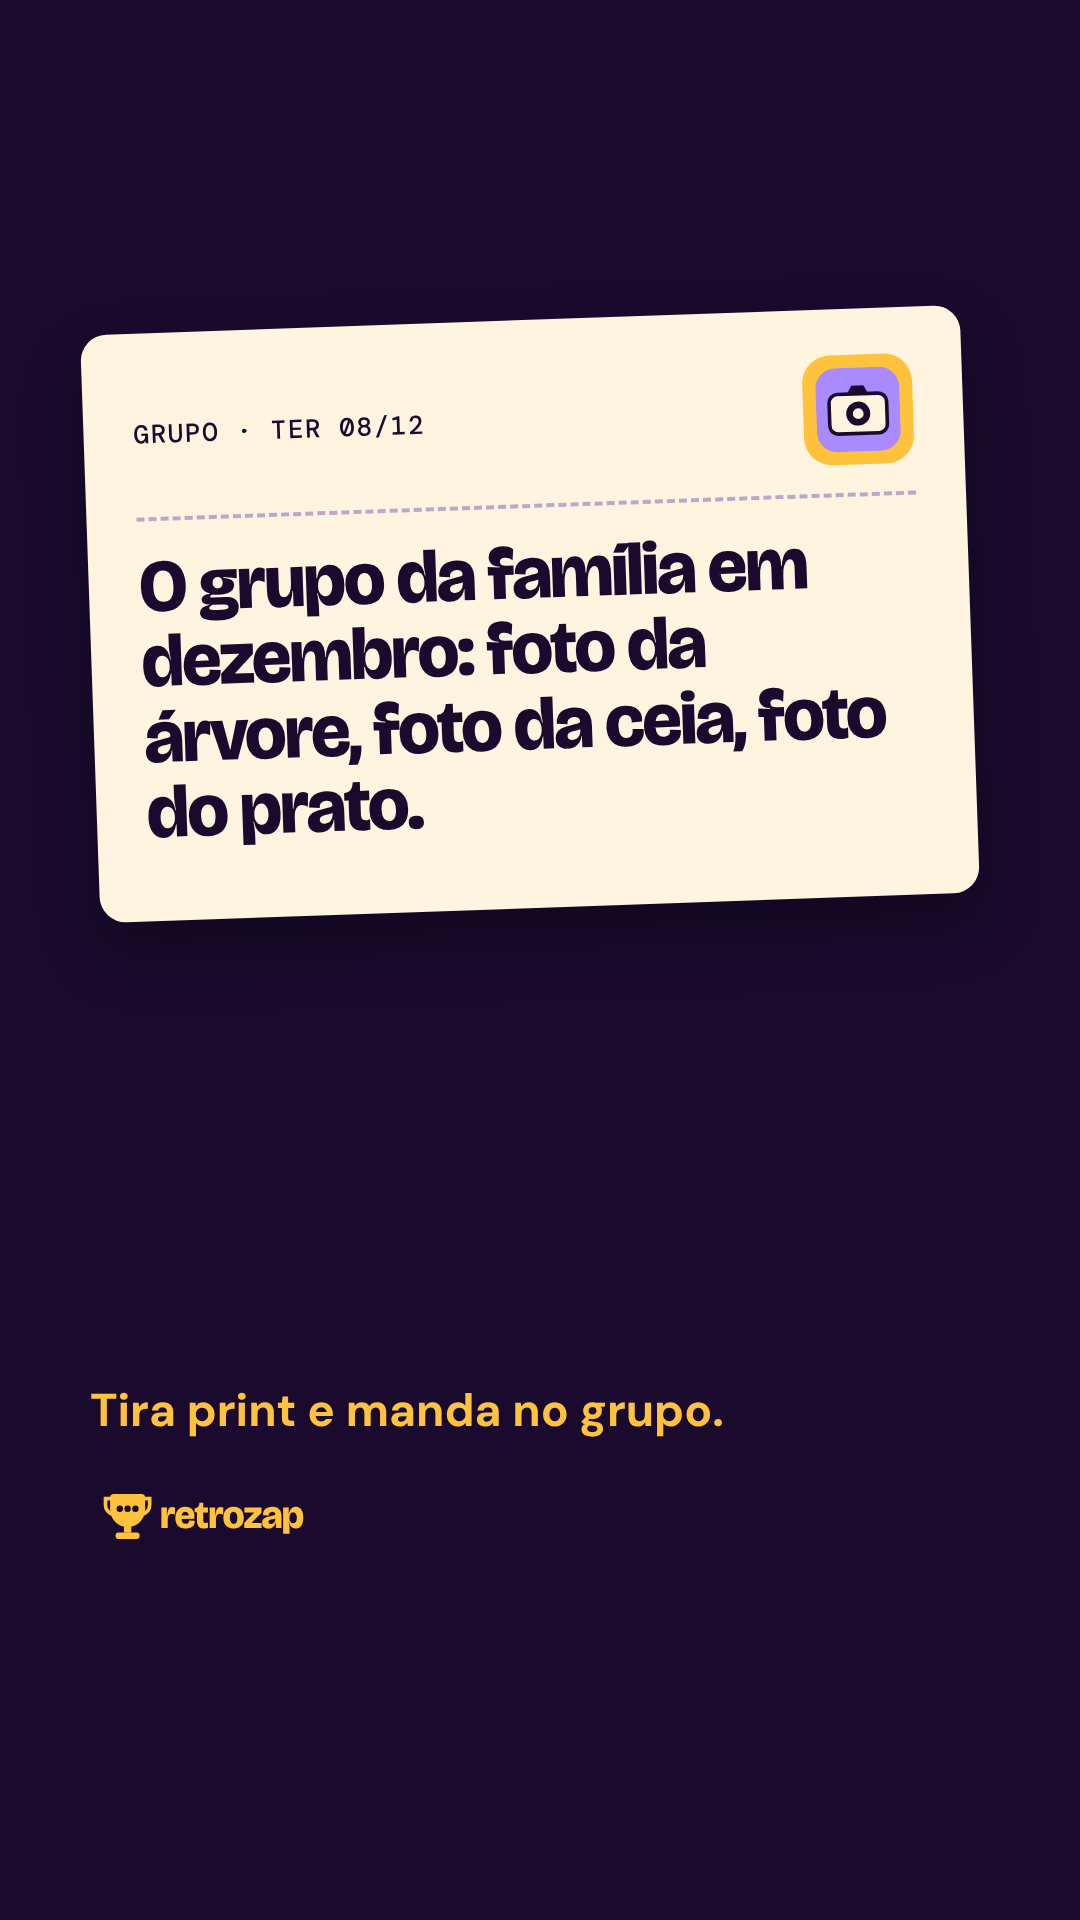 GRUPO · TER 08/12
O grupo da família em
dezembro: foto da
árvore, foto da ceia, foto
do prato.
Tira print e manda no grupo.
retrozap